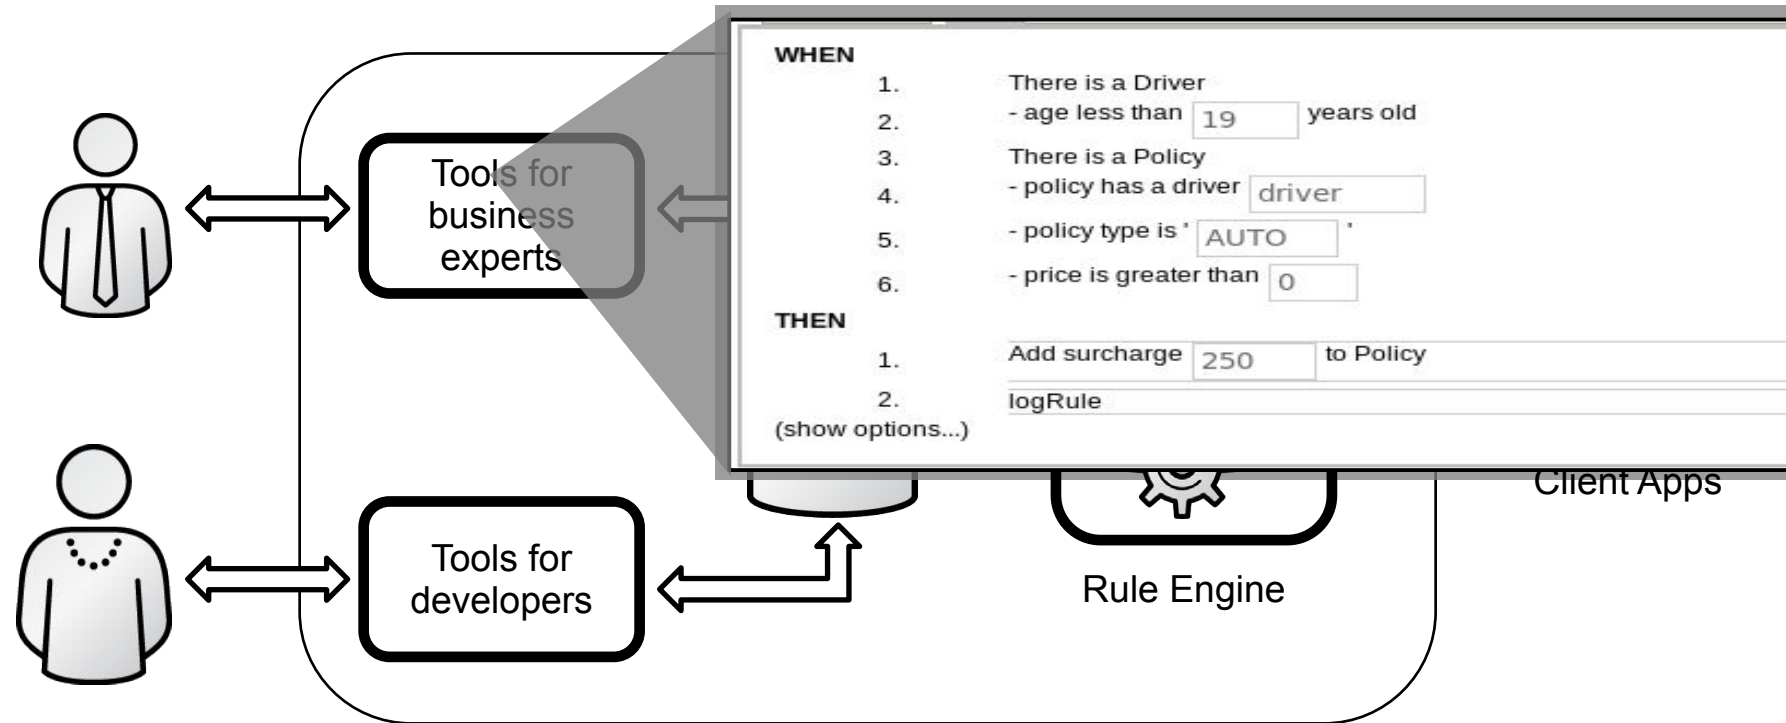 WHEN
1. There is a Driver
2. - age less than 19 years old
3. There is a Policy
4. - policy has a driver driver
5. - policy type is ' AUTO '
6. - price is greater than 0
THEN
1. Add surcharge 250 to Policy
2. logRule
(show options...)
Tools for
business
experts
Tools for
developers
Rule Engine
Client Apps